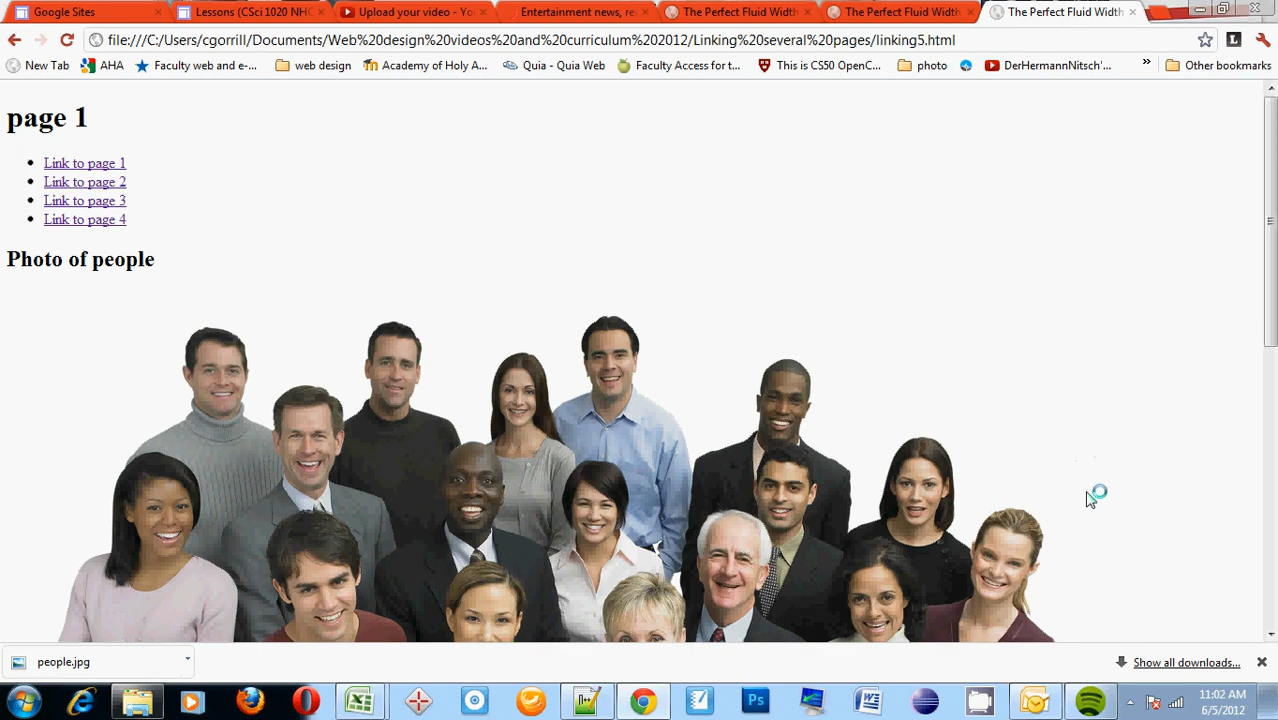 Google Sites
Lessons (CSci 1020 NHC
Upload your video - Yo
Entertainment news, re
The Perfect Fluid Width
The Perfect Fluid Width
The Perfect Fluid Width
file:///C:/Users/cgorrill/Documents/Web%20design%20videos%20and%20curriculum%202012/Linking%20several%20pages/linking5.html
New Tab
AHA
Faculty web and e-...
web design
Academy of Holy A...
Quia - Quia Web
Faculty Access for t...
This is CS50 OpenC...
photo
DerHermannNitsch'...
»
Other bookmarks
page 1
• Link to page 1
• Link to page 2
• Link to page 3
• Link to page 4
Photo of people
people.jpg
Show all downloads...
Ps
11:02 AM
6/5/2012